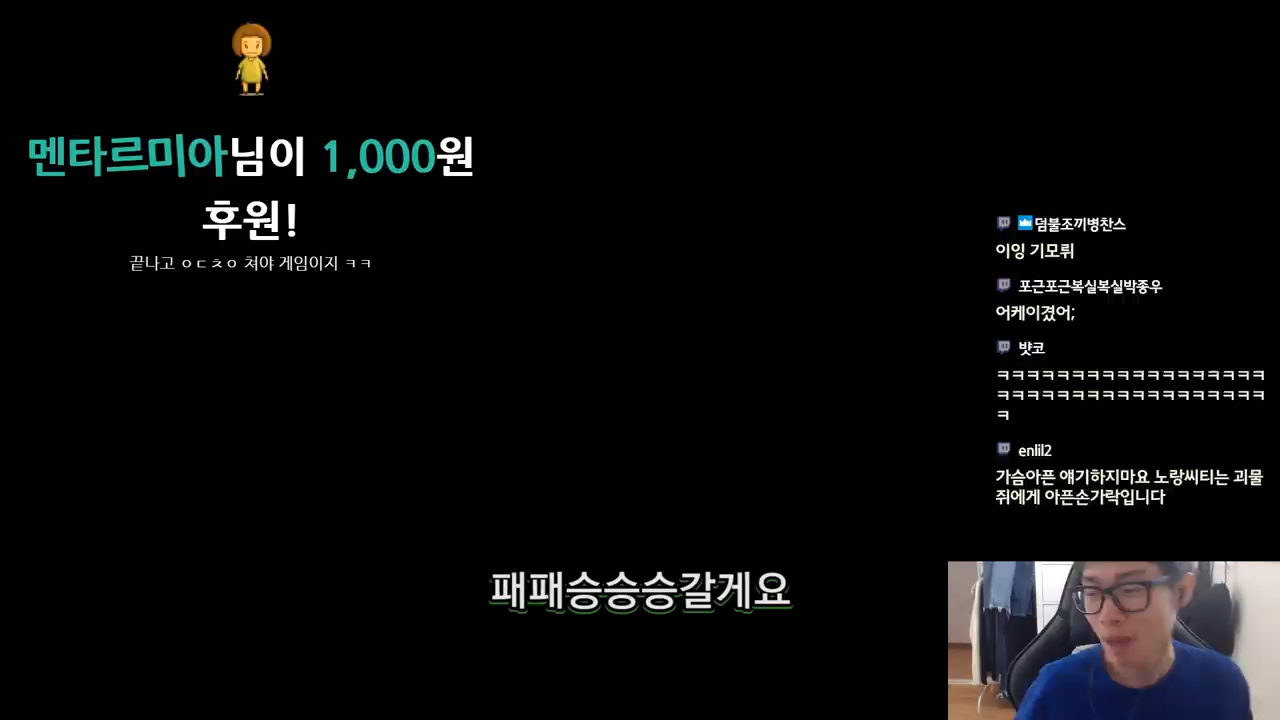 멘타르미아님이 1,000원
후원!
끝나고 ㅇㄷㅊㅇ 쳐야 게임이지 ㅋㅋ
덤불조끼병찬스
이잉 기모뤼
포근포근복실복실박종우
어케이겼어;
뱟코
ㅋㅋㅋㅋㅋㅋㅋㅋㅋㅋㅋㅋㅋㅋㅋㅋㅋㅋ
ㅋㅋㅋㅋㅋㅋㅋㅋㅋㅋㅋㅋㅋㅋㅋㅋㅋㅋ
ㅋ
enlil2
가슴아픈 얘기하지마요 노랑씨티는 괴물
쥐에게 아픈손가락입니다
패패승승승갈게요